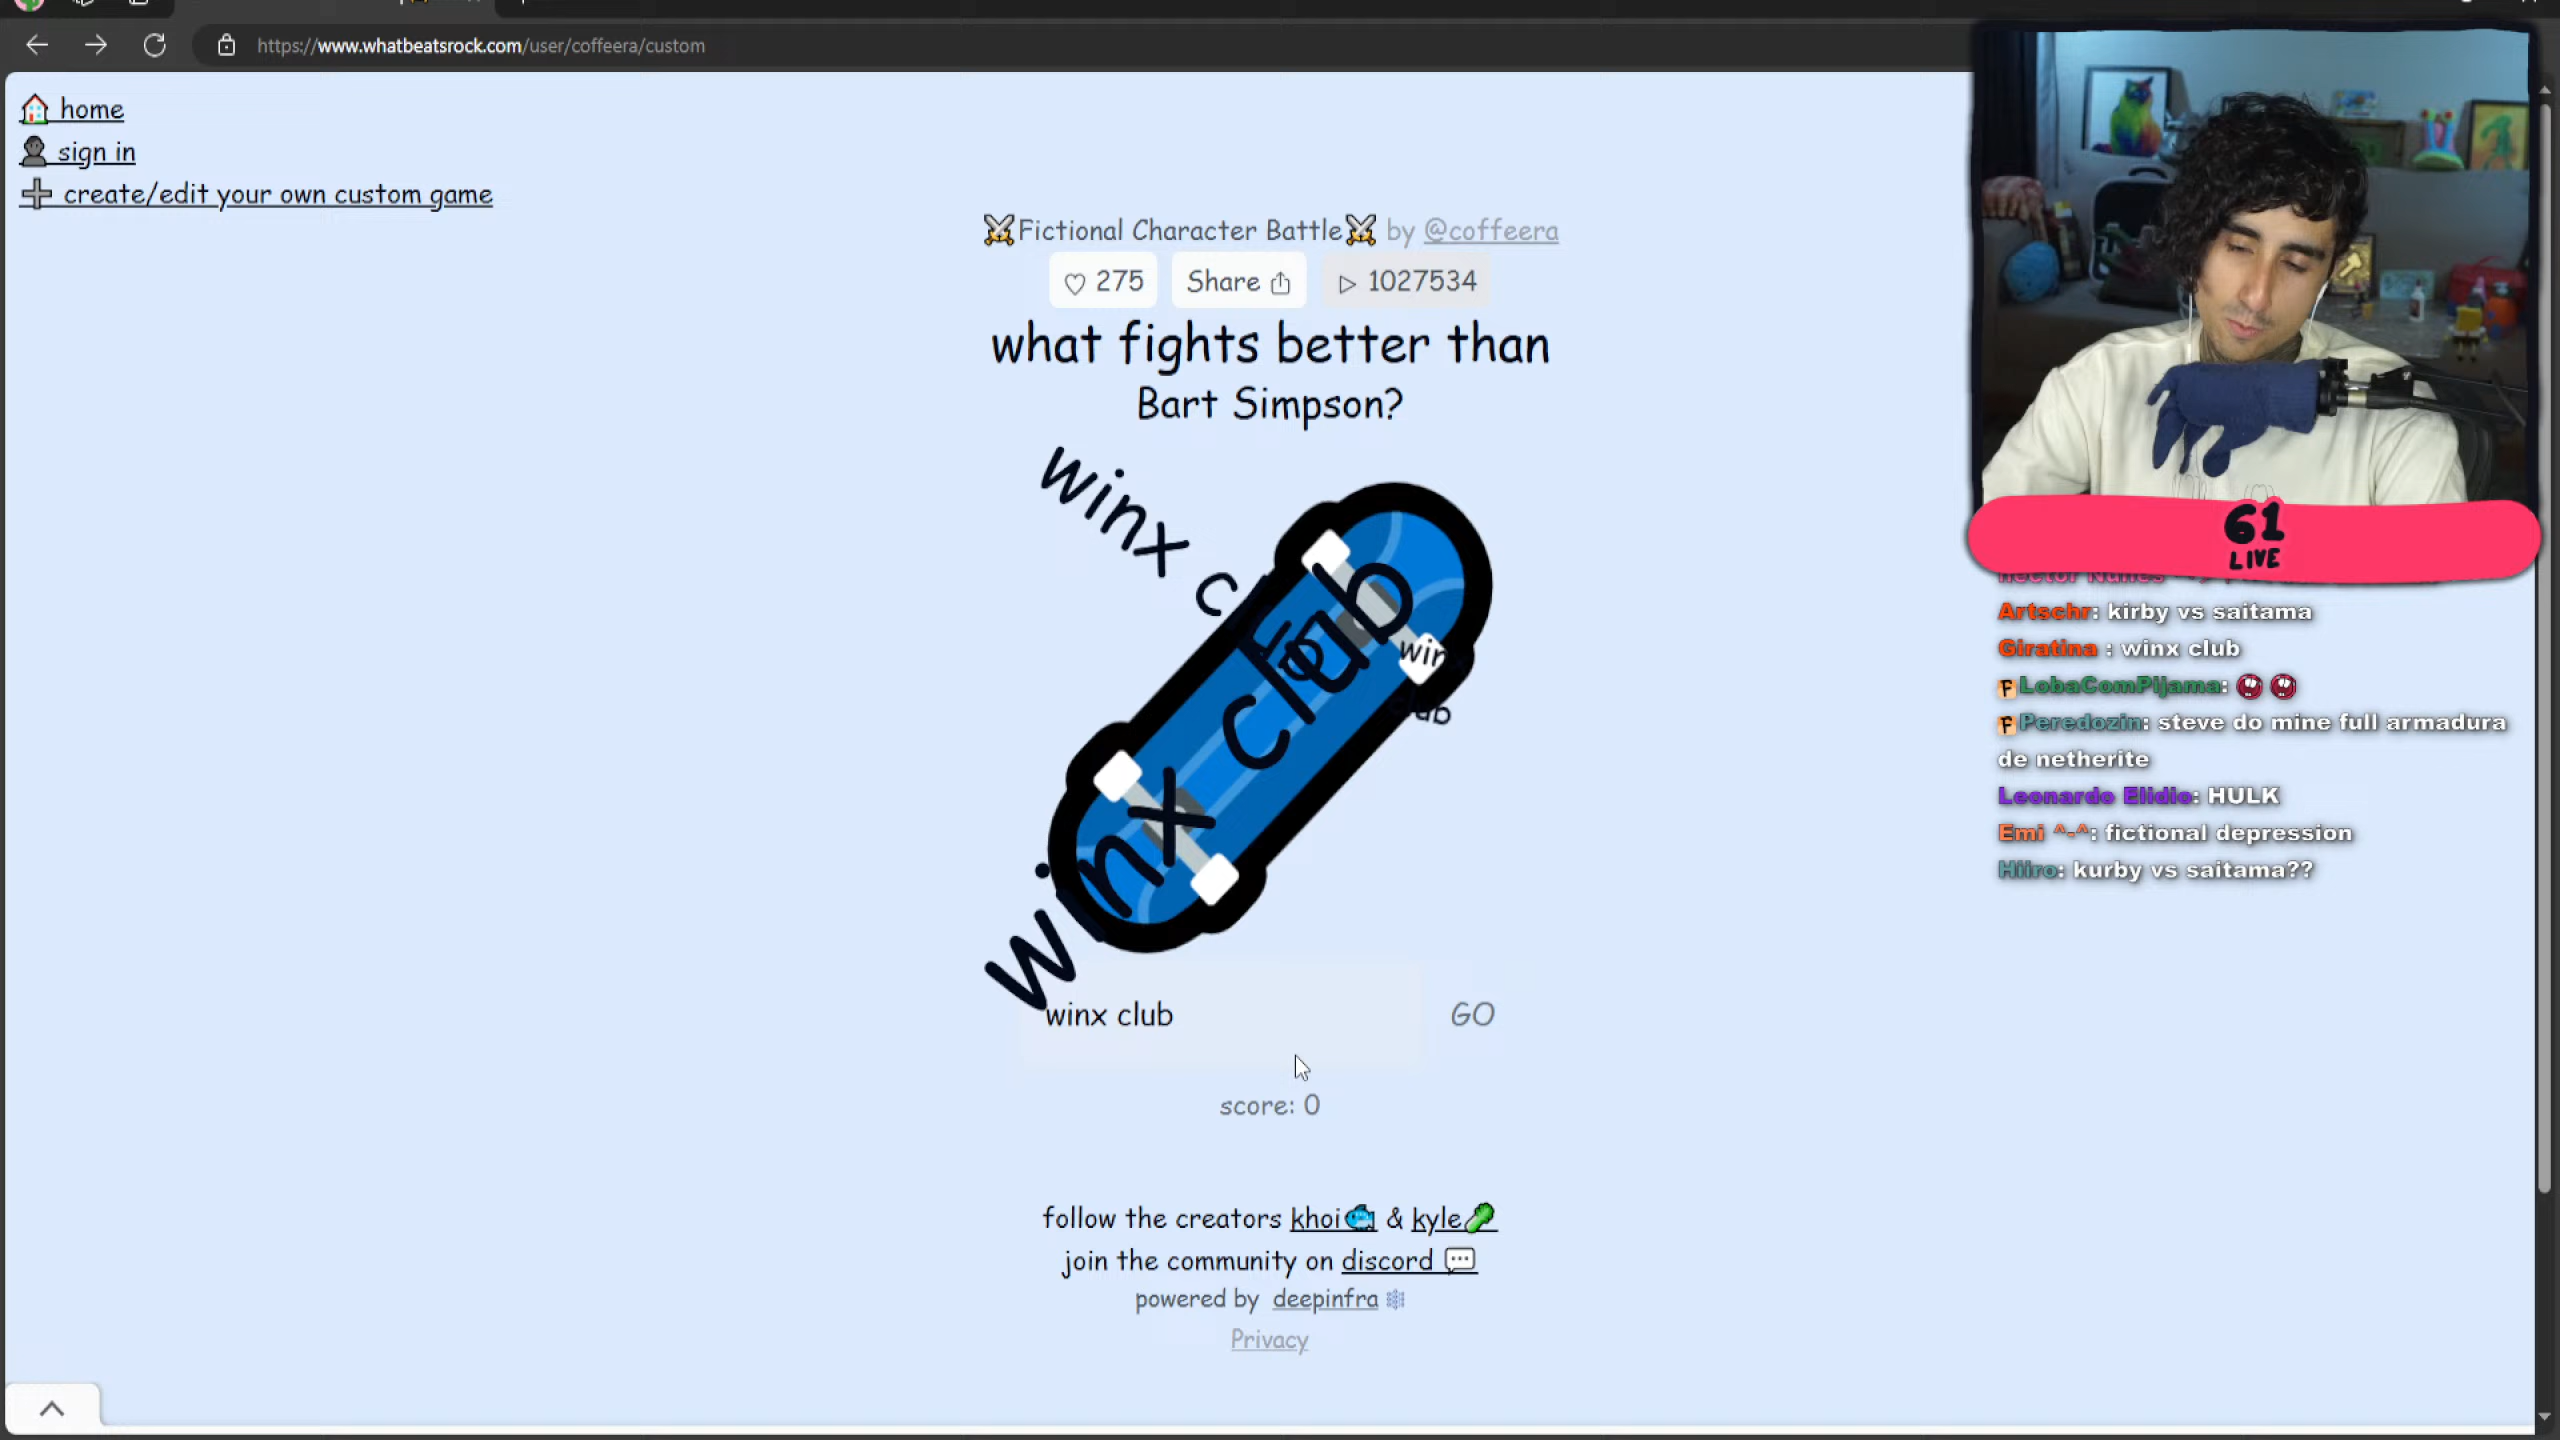 https://www.whatbeatsrock.com/user/coffeera/custom
home
sign in
create/edit your own custom game
⚔Fictional Character Battle⚔ by @coffeera
♡ 275
Share
▷ 1027534
what fights better than
Bart Simpson?
winx club
winx club
winx
club
winx club
GO
score: 0
follow the creators khoi🐟 & kyle🥒
join the community on discord 💬
powered by deepinfra
Privacy
61
LIVE
Artschr: kirby vs saitama
Giratina : winx club
LobaComPijama:
Peredozin: steve do mine full armadura
de netherite
Leonardo Elidio: HULK
Emi ^-^: fictional depression
Hiiro: kurby vs saitama??